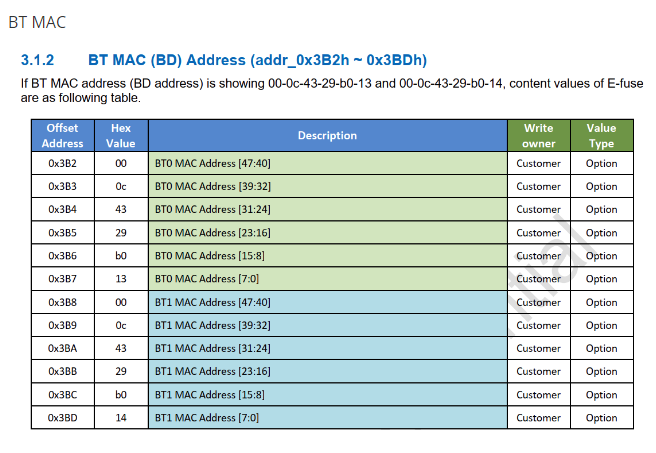 BT MAC
3.1.2 BT MAC (BD) Address (addr_0x3B2h ~ 0x3BDh)
If BT MAC address (BD address) is showing 00-0c-43-29-b0-13 and 00-0c-43-29-b0-14, content values of E-fuse
are as following table.
Offset Address Hex Value Description Write owner Value Type
0x3B2 00 BT0 MAC Address [47:40] Customer Option
0x3B3 0c BT0 MAC Address [39:32] Customer Option
0x3B4 43 BT0 MAC Address [31:24] Customer Option
0x3B5 29 BT0 MAC Address [23:16] Customer Option
0x3B6 b0 BT0 MAC Address [15:8] Customer Option
0x3B7 13 BT0 MAC Address [7:0] Customer Option
0x3B8 00 BT1 MAC Address [47:40] Customer Option
0x3B9 0c BT1 MAC Address [39:32] Customer Option
0x3BA 43 BT1 MAC Address [31:24] Customer Option
0x3BB 29 BT1 MAC Address [23:16] Customer Option
0x3BC b0 BT1 MAC Address [15:8] Customer Option
0x3BD 14 BT1 MAC Address [7:0] Customer Option